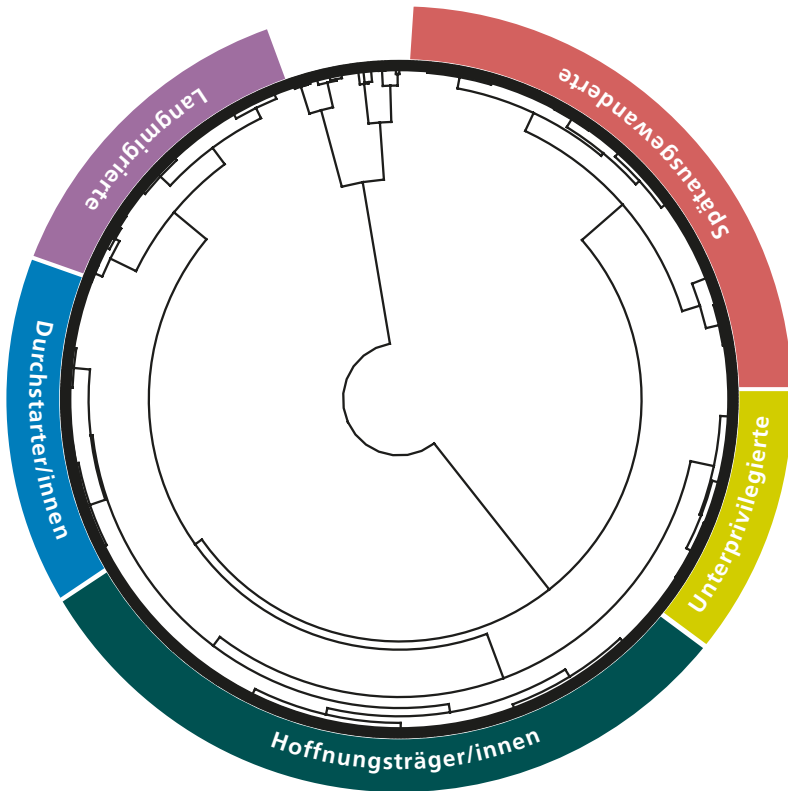 Langmigrierte
Spätausgewanderte
Durchstarter/innen
Unterprivilegierte
Hoffnungsträger/innen